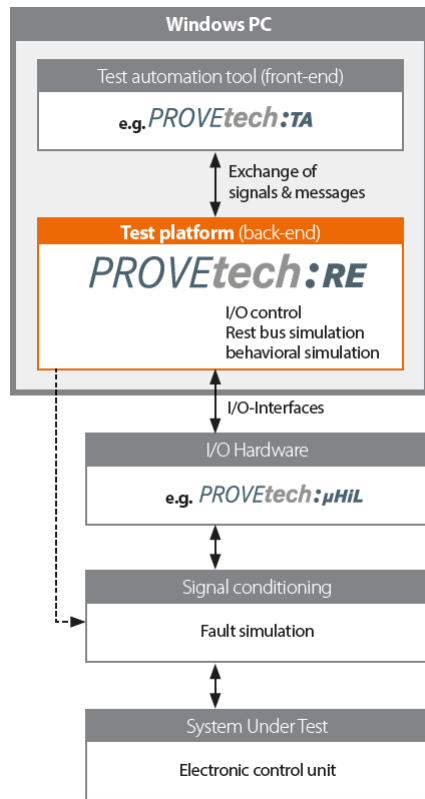 Windows PC
Test automation tool (front-end)
e.g. PROVEtech:TA
Exchange of
signals & messages
Test platform (back-end)
PROVEtech:RE
I/O control
Rest bus simulation
behavioral simulation
I/O-Interfaces
I/O Hardware
e.g. PROVEtech:µHiL
Signal conditioning
Fault simulation
System Under Test
Electronic control unit